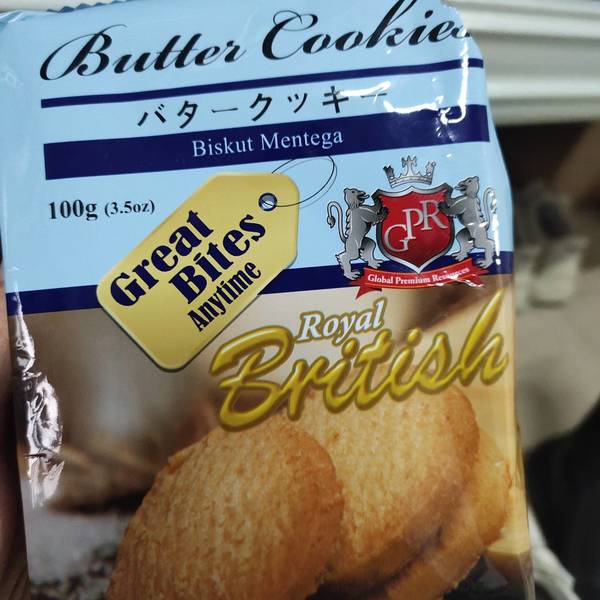 Butter Cookies
バタークッキー
Biskut Mentega
100g (3.5oz)
Great
Bites
Anytime
GPR
Global Premium Resources
Royal
British